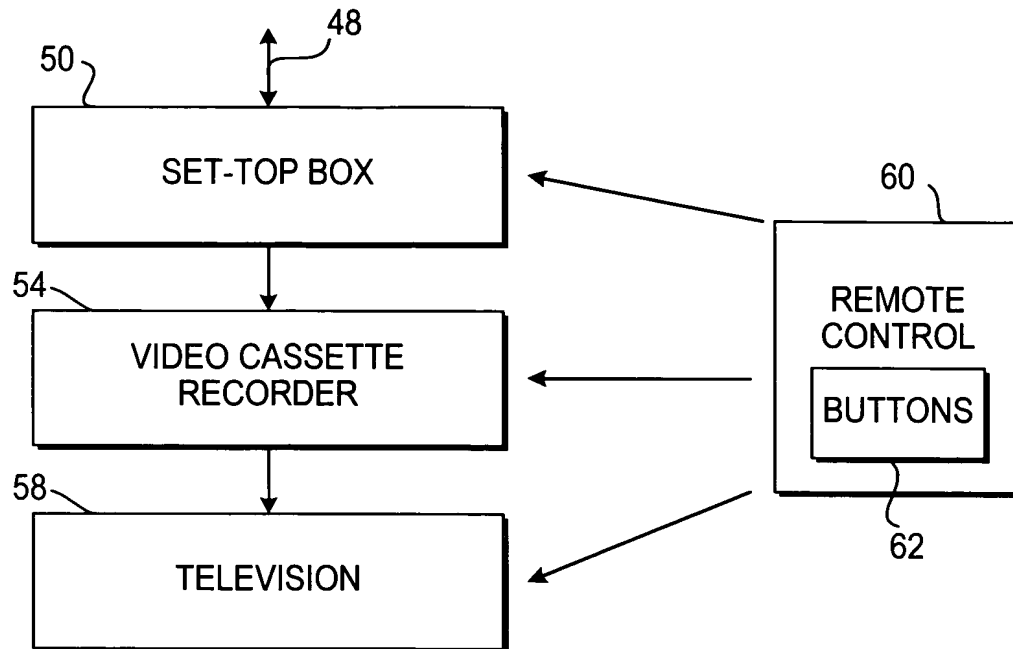 48
50
SET-TOP BOX
60
54
REMOTE
CONTROL
VIDEO CASSETTE
RECORDER
BUTTONS
58
62
TELEVISION